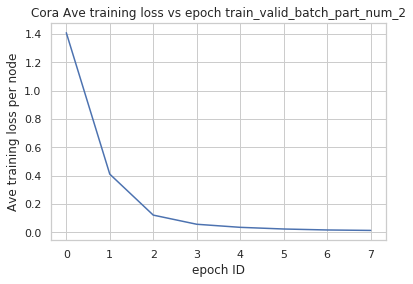 Cora Ave training loss vs epoch train_valid_batch_part_num_2
Ave training loss per node
1.4
1.2
1.0
0.8
0.6
0.4
0.2
0.0
0 1 2 3 4 5 6 7
epoch ID